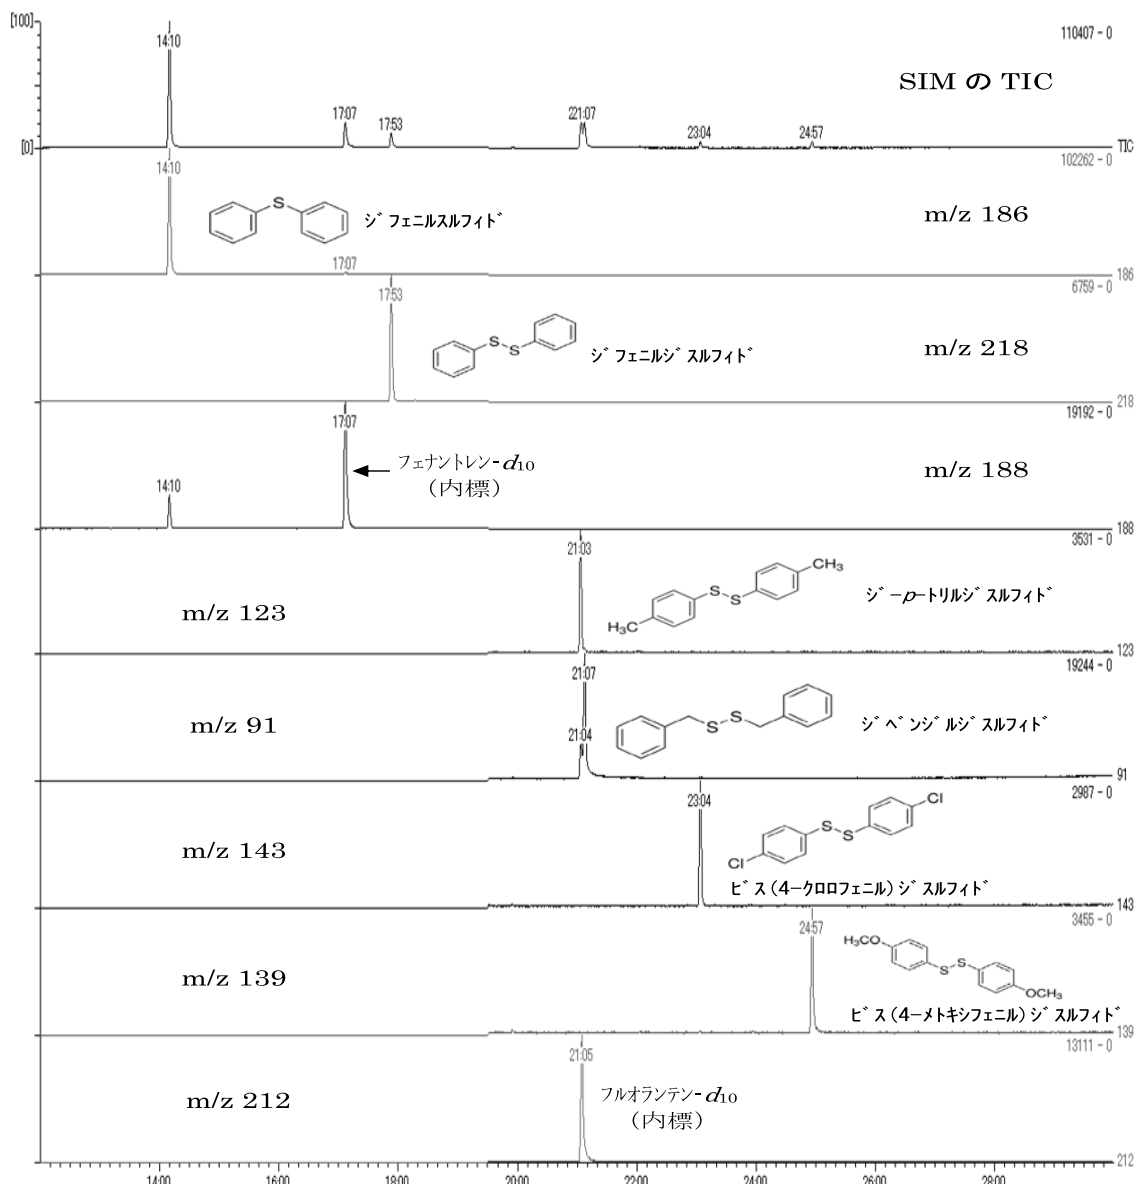 [100]
110407 - 0
14:10
SIM の TIC
17:07
17:53
221:07
23:04
24:57
[0]
TIC
102262 - 0
14:10
S
ジフェニルスルフィド
m/z 186
17:07
186
6759 - 0
17:53
S
S
ジフェニルジスルフィド
m/z 218
218
19192 - 0
17:07
フェナントレン-d10
(内標)
m/z 188
14:10
188
3531 - 0
21:03
CH3
S
S
H3C
ジ-p-トリルジスルフィド
m/z 123
123
19244 - 0
21:07
S
S
ジベンジルジスルフィド
m/z 91
21:04
91
2987 - 0
23:04
Cl
S
S
Cl
m/z 143
ビス(4-クロロフェニル)ジスルフィド
143
3455 - 0
24:57
H3CO
S
S
OCH3
m/z 139
ビス(4-メトキシフェニル)ジスルフィド
139
13111 - 0
21:05
m/z 212
フルオランテン-d10
(内標)
212
14:00
16:00
18:00
20:00
22:00
24:00
26:00
28:00